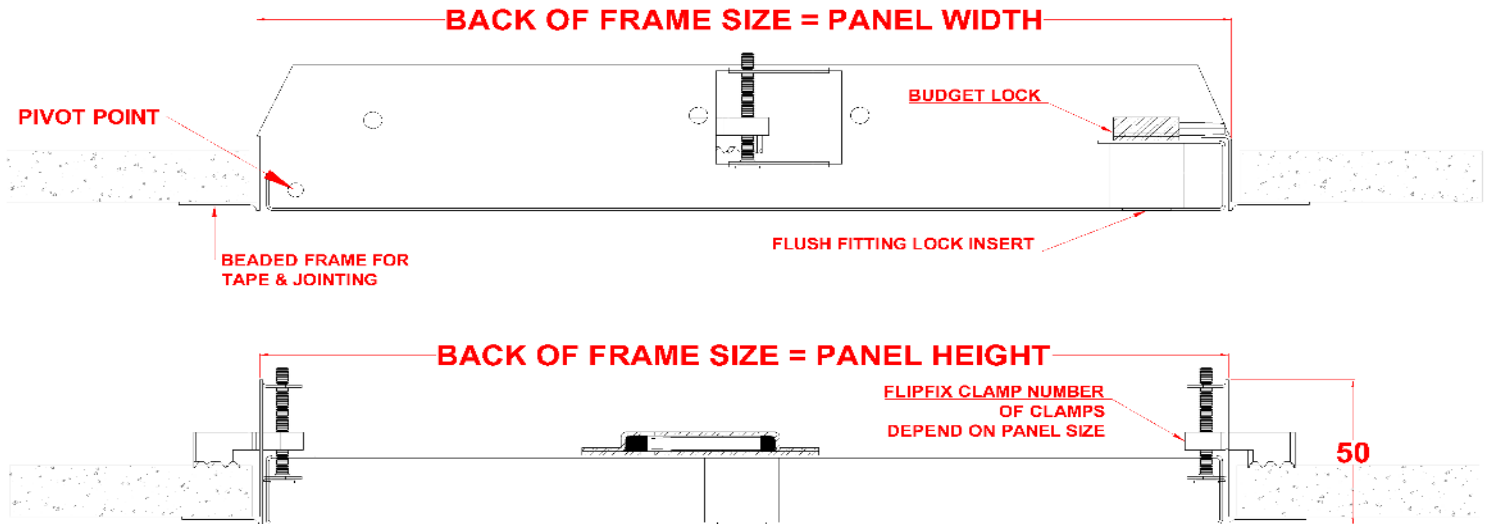 BACK OF FRAME SIZE = PANEL WIDTH
PIVOT POINT
BUDGET LOCK
FLUSH FITTING LOCK INSERT
BEADED FRAME FOR
TAPE & JOINTING
BACK OF FRAME SIZE = PANEL HEIGHT
FLIPFIX CLAMP NUMBER
OF CLAMPS
DEPEND ON PANEL SIZE
50